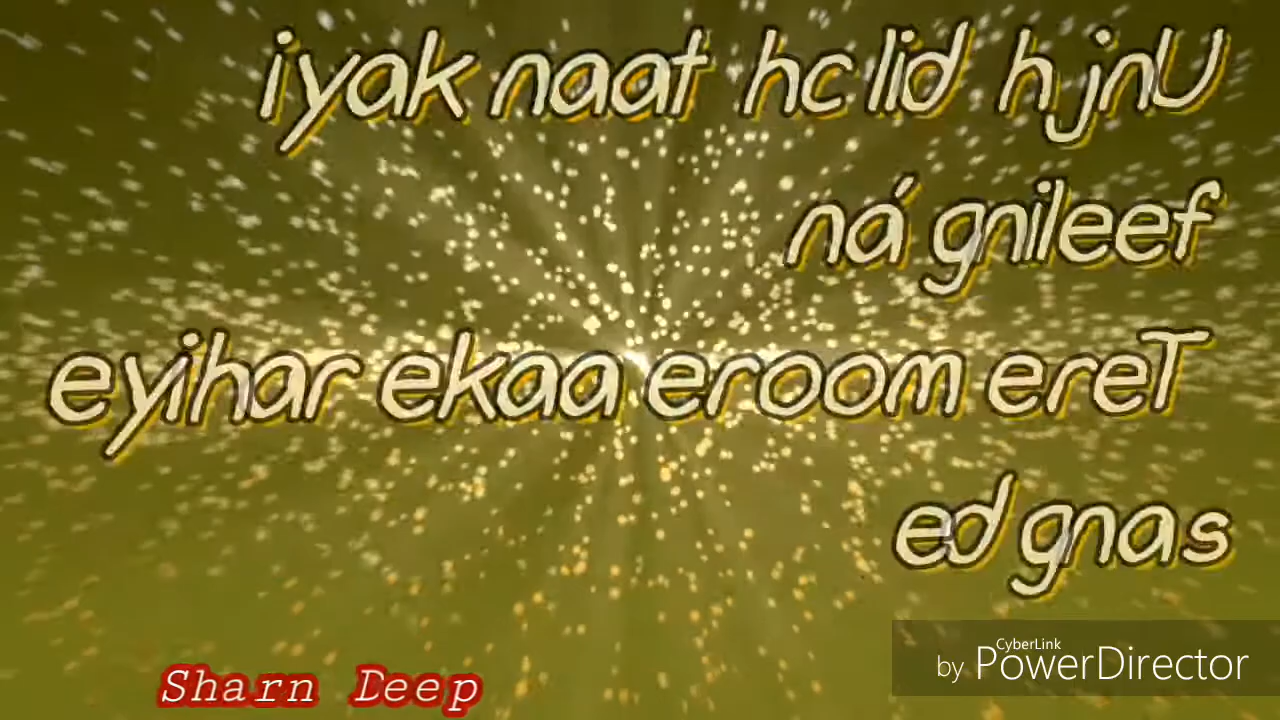 iyak naat hc lid hjnU
ná gnileef
eyihar ekaa eroom ereT
ed gnas
Sharn Deep
CyberLink
by PowerDirector